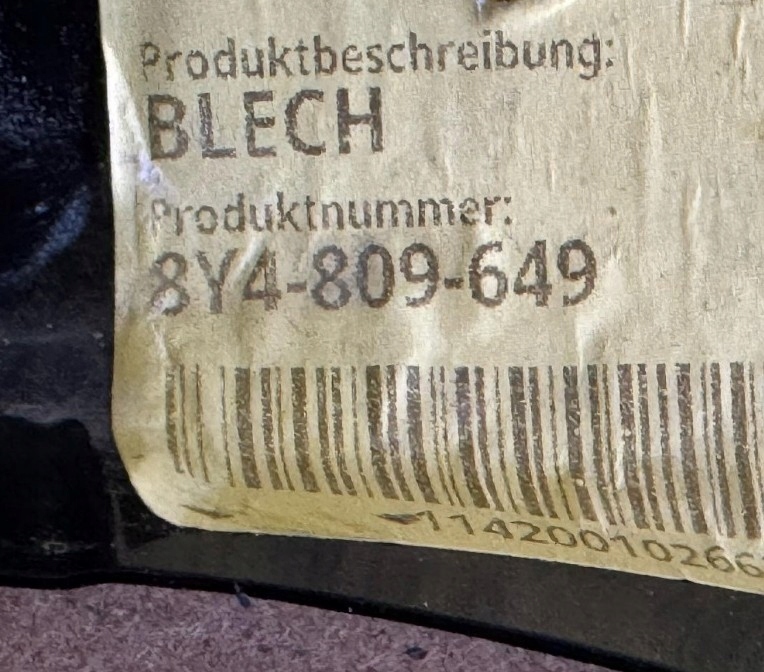 Produktbeschreibung:
BLECH
Produktnummer:
8Y4-809-649
11420010266